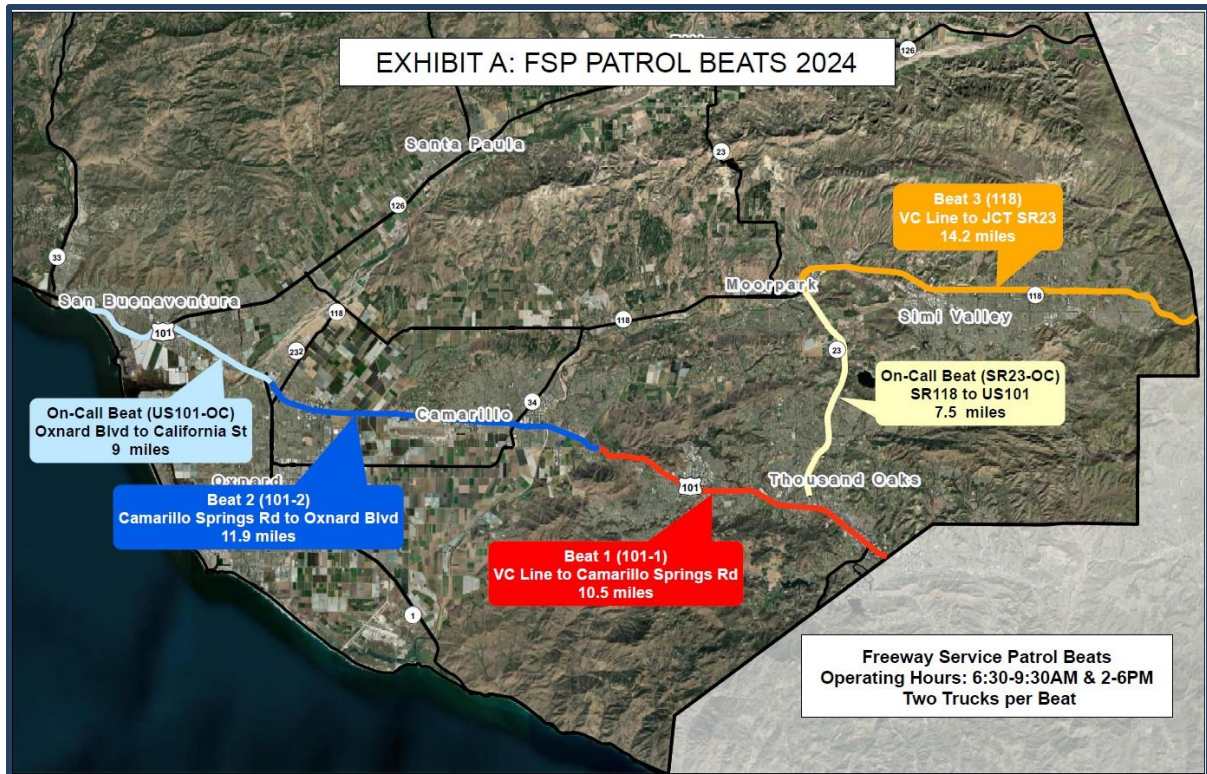 EXHIBIT A: FSP PATROL BEATS 2024
126
23
Santa Paula
126
33
San Buenaventura
101
118
232
118
Moorpark
Beat 3 (118)
VC Line to JCT SR23
14.2 miles
118
Simi Valley
23
On-Call Beat (SR23-OC)
SR118 to US101
7.5 miles
On-Call Beat (US101-OC)
Oxnard Blvd to California St
9 miles
Camarillo
34
Oxnard
Beat 2 (101-2)
Camarillo Springs Rd to Oxnard Blvd
11.9 miles
101
Thousand Oaks
Beat 1 (101-1)
VC Line to Camarillo Springs Rd
10.5 miles
1
Freeway Service Patrol Beats
Operating Hours: 6:30-9:30AM & 2-6PM
Two Trucks per Beat